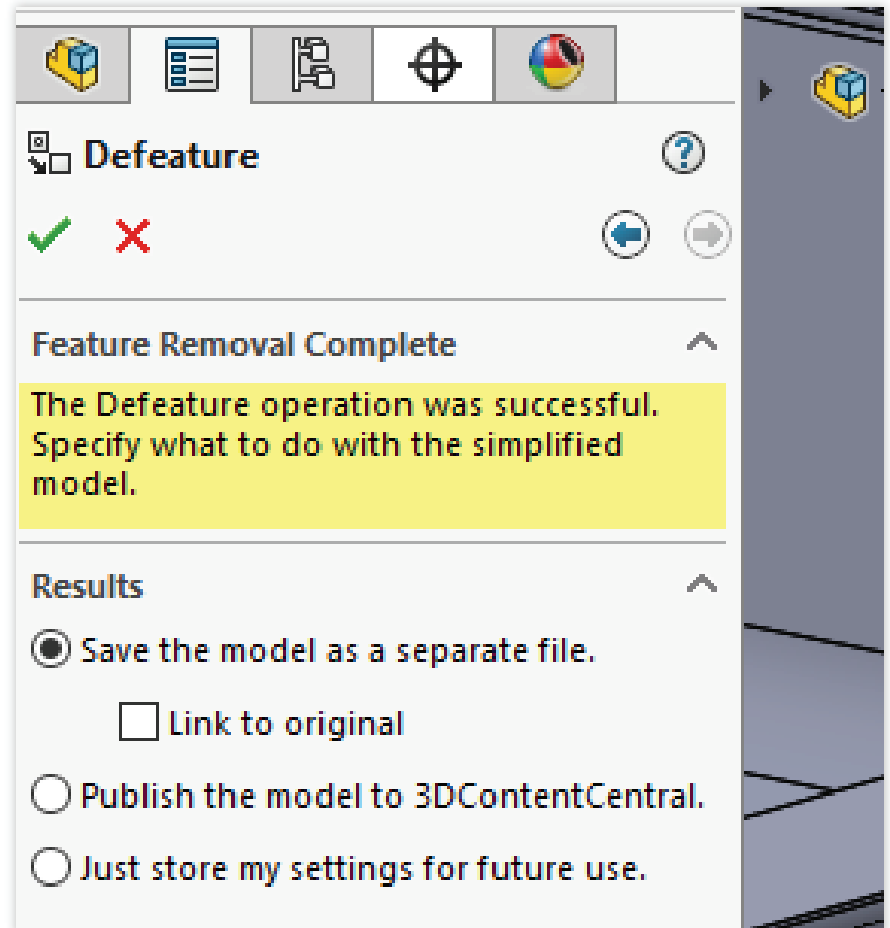 Defeature
Feature Removal Complete
The Defeature operation was successful.
Specify what to do with the simplified
model.
Results
Save the model as a separate file.
Link to original
Publish the model to 3DContentCentral.
Just store my settings for future use.